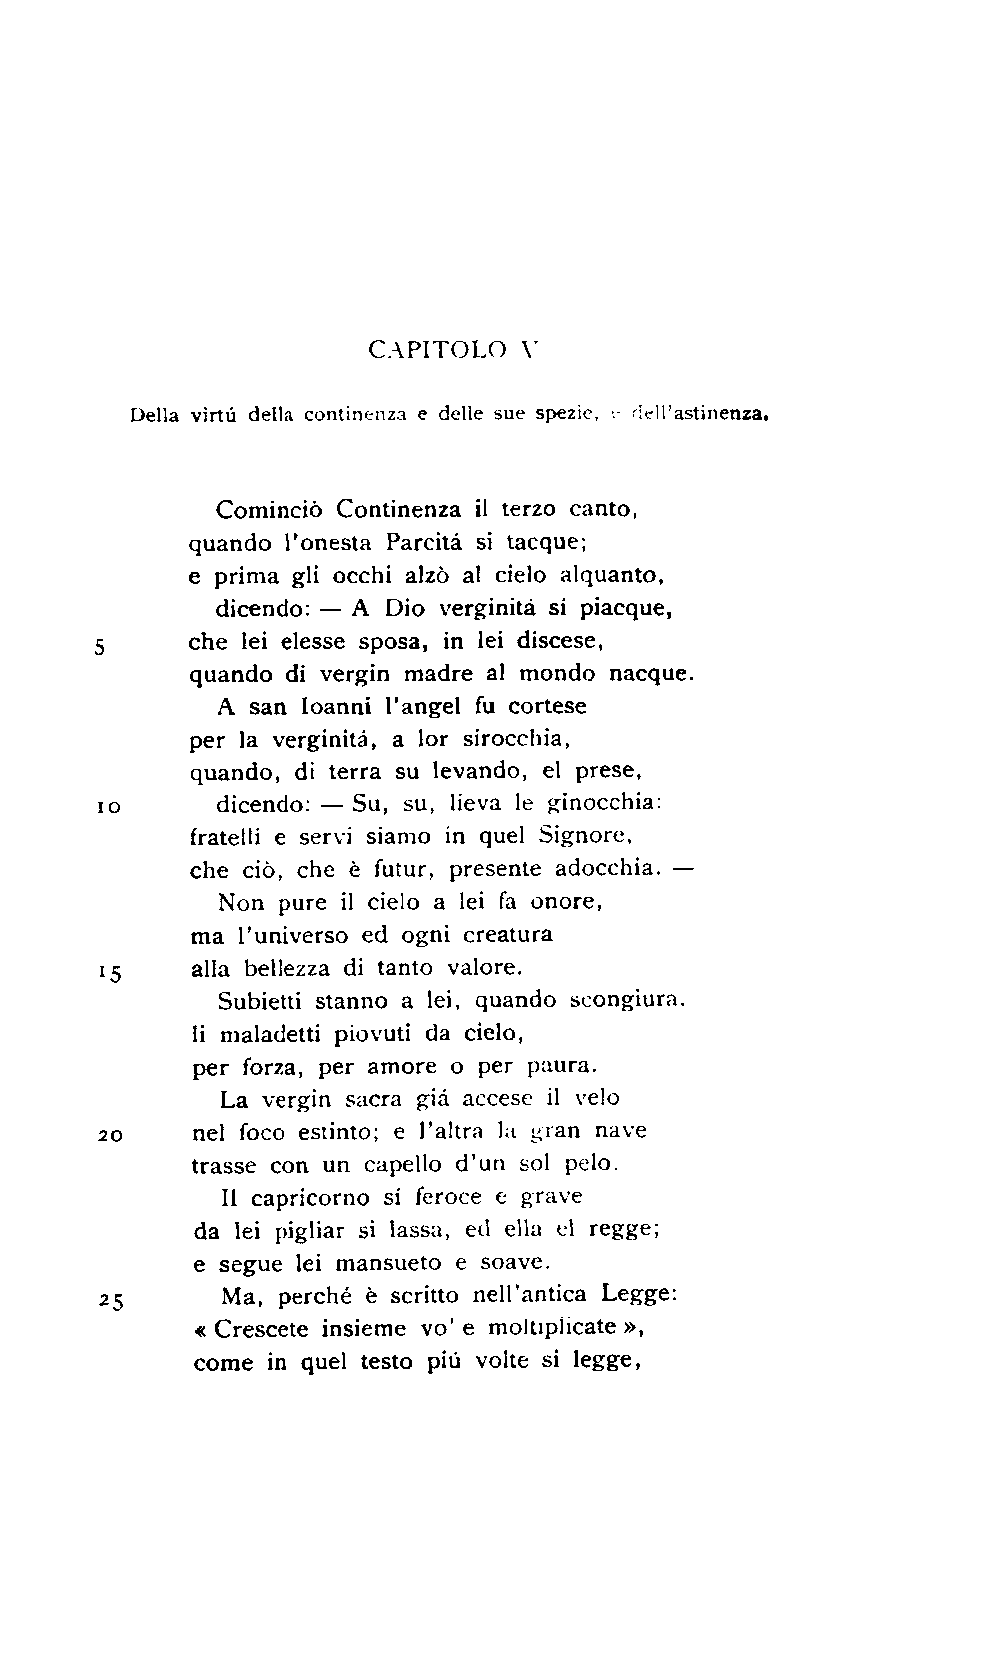 CAPITOLO V
Della virtú della continenza e delle sue spezie, e dell'astinenza.
Cominciò Continenza il terzo canto,
quando l'onesta Parcitá si tacque;
e prima gli occhi alzò al cielo alquanto,
dicendo: — A Dio verginitá sí piacque,
5 che lei elesse sposa, in lei discese,
quando di vergin madre al mondo nacque.
A san Ioanni l'angel fu cortese
per la verginitá, a lor sirocchia,
quando, di terra su levando, el prese,
10 dicendo: — Su, su, lieva le ginocchia:
fratelli e servi siamo in quel Signore,
che ciò, che è futur, presente adocchia. —
Non pure il cielo a lei fa onore,
ma l'universo ed ogni creatura
15 alla bellezza di tanto valore.
Subietti stanno a lei, quando scongiura.
li maladetti piovuti da cielo,
per forza, per amore o per paura.
La vergin sacra giá accese il velo
20 nel foco estinto; e l'altra la gran nave
trasse con un capello d'un sol pelo.
Il capricorno sí feroce e grave
da lei pigliar si lassa, ed ella el regge;
e segue lei mansueto e soave.
25 Ma, perché è scritto nell'antica Legge:
« Crescete insieme vo' e moltiplicate »,
come in quel testo piú volte si legge,